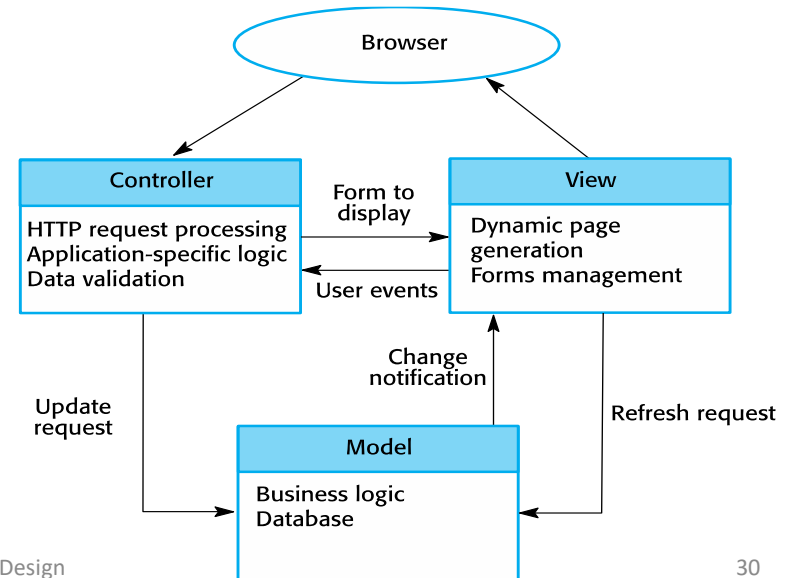 Browser
Controller
HTTP request processing
Application-specific logic
Data validation
Form to
display
User events
View
Dynamic page
generation
Forms management
Change
notification
Update
request
Refresh request
Model
Business logic
Database
Design
30